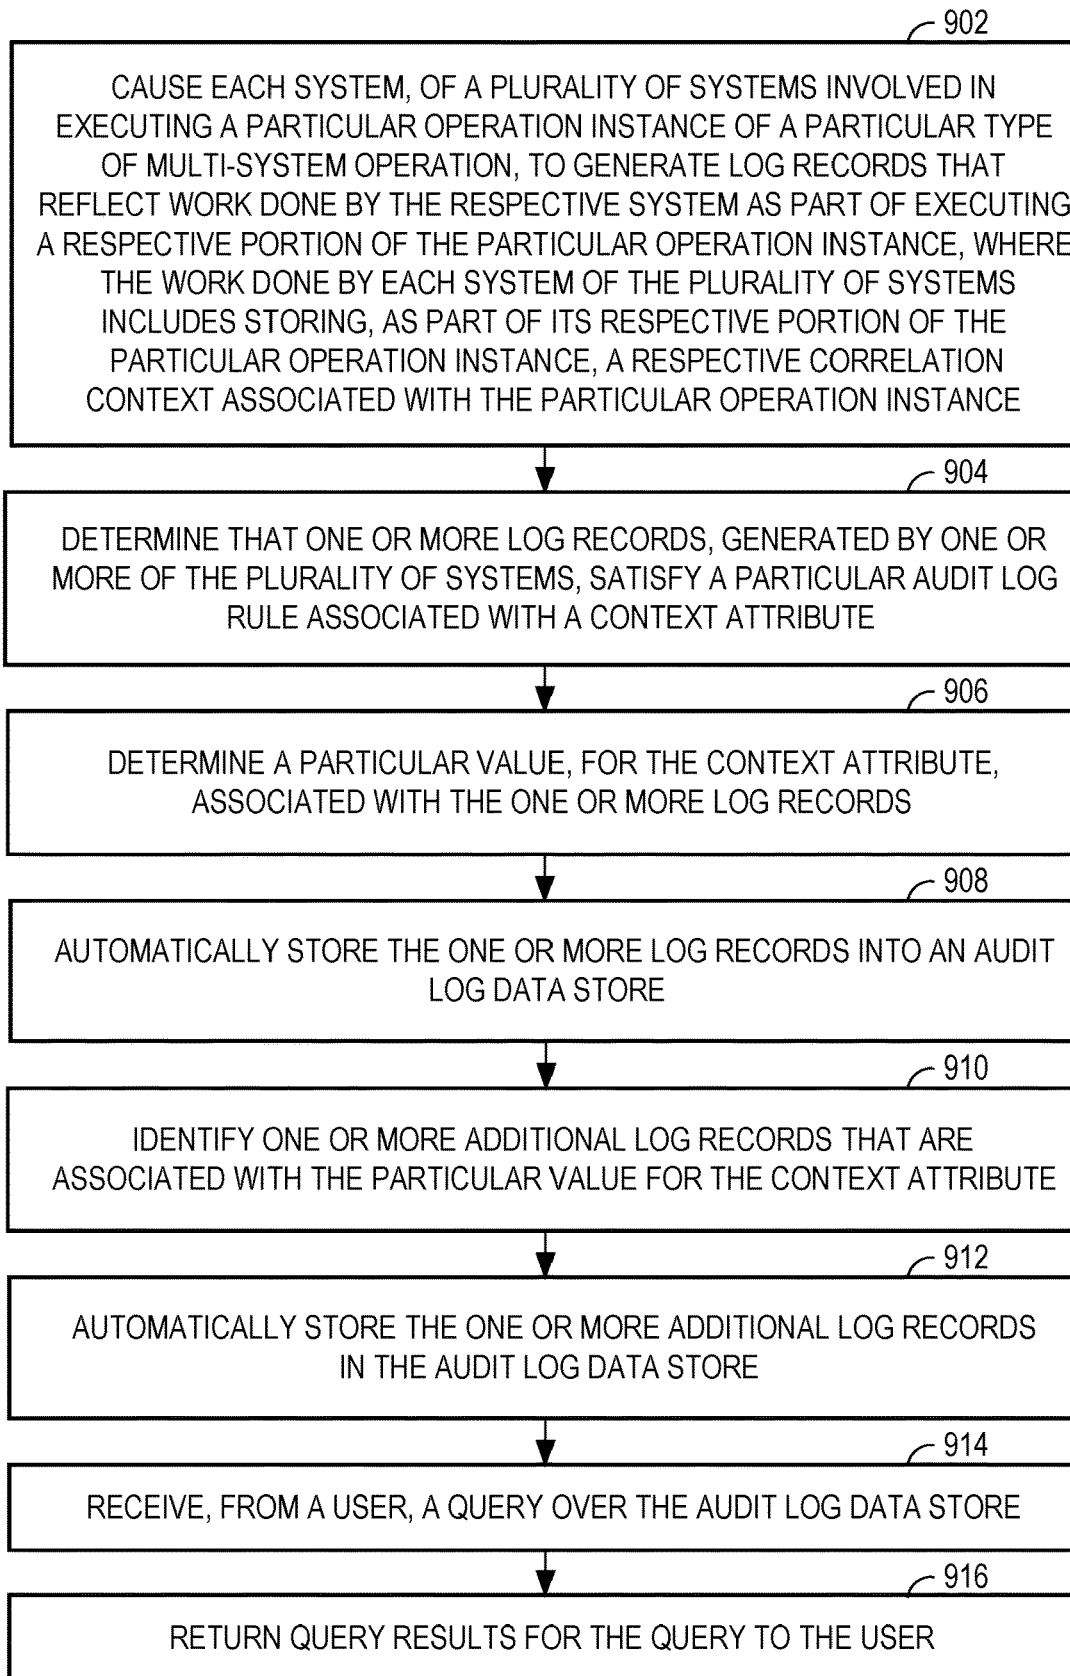 902
CAUSE EACH SYSTEM, OF A PLURALITY OF SYSTEMS INVOLVED IN
EXECUTING A PARTICULAR OPERATION INSTANCE OF A PARTICULAR TYPE
OF MULTI-SYSTEM OPERATION, TO GENERATE LOG RECORDS THAT
REFLECT WORK DONE BY THE RESPECTIVE SYSTEM AS PART OF EXECUTING
A RESPECTIVE PORTION OF THE PARTICULAR OPERATION INSTANCE, WHERE
THE WORK DONE BY EACH SYSTEM OF THE PLURALITY OF SYSTEMS
INCLUDES STORING, AS PART OF ITS RESPECTIVE PORTION OF THE
PARTICULAR OPERATION INSTANCE, A RESPECTIVE CORRELATION
CONTEXT ASSOCIATED WITH THE PARTICULAR OPERATION INSTANCE
904
DETERMINE THAT ONE OR MORE LOG RECORDS, GENERATED BY ONE OR
MORE OF THE PLURALITY OF SYSTEMS, SATISFY A PARTICULAR AUDIT LOG
RULE ASSOCIATED WITH A CONTEXT ATTRIBUTE
906
DETERMINE A PARTICULAR VALUE, FOR THE CONTEXT ATTRIBUTE,
ASSOCIATED WITH THE ONE OR MORE LOG RECORDS
908
AUTOMATICALLY STORE THE ONE OR MORE LOG RECORDS INTO AN AUDIT
LOG DATA STORE
910
IDENTIFY ONE OR MORE ADDITIONAL LOG RECORDS THAT ARE
ASSOCIATED WITH THE PARTICULAR VALUE FOR THE CONTEXT ATTRIBUTE
912
AUTOMATICALLY STORE THE ONE OR MORE ADDITIONAL LOG RECORDS
IN THE AUDIT LOG DATA STORE
914
RECEIVE, FROM A USER, A QUERY OVER THE AUDIT LOG DATA STORE
916
RETURN QUERY RESULTS FOR THE QUERY TO THE USER